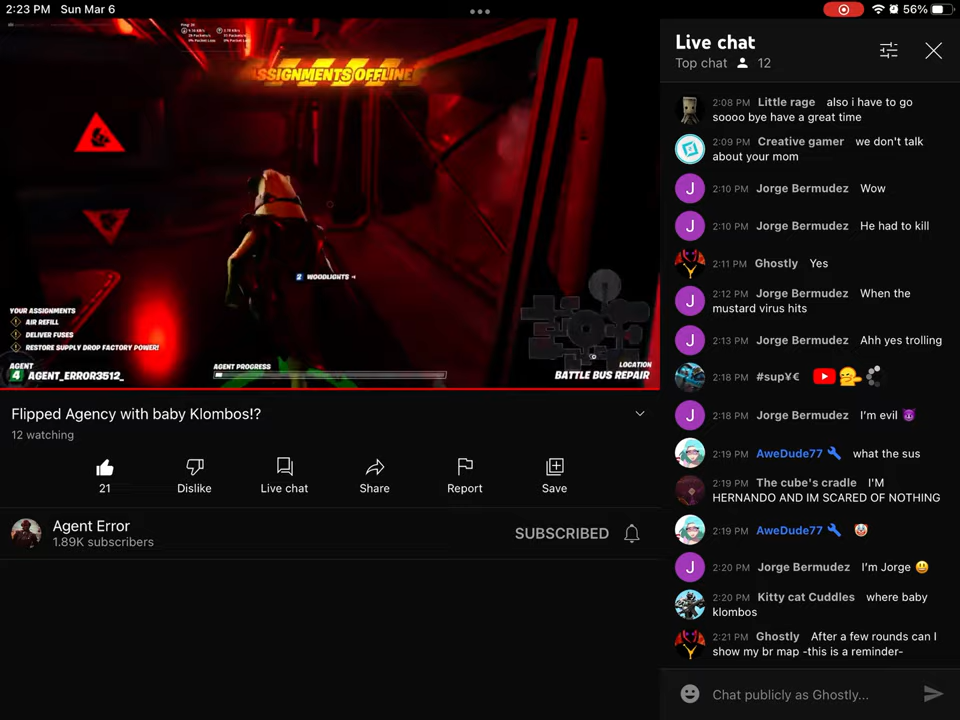 2:23 PM Sun Mar 6
56%
ASSIGNMENTS OFFLINE
2 WOODLIGHTS
YOUR ASSIGNMENTS
AIR REFILL
DELIVER FUSES
RESTORE SUPPLY DROP FACTORY POWER!
AGENT
4 AGENT_ERROR3512_
AGENT PROGRESS
LOCATION
BATTLE BUS REPAIR
Flipped Agency with baby Klombos!?
12 watching
21
Dislike
Live chat
Share
Report
Save
Agent Error
1.89K subscribers
SUBSCRIBED
Live chat
Top chat 12
2:08 PM Little rage also i have to go
soooo bye have a great time
2:09 PM Creative gamer we don't talk
about your mom
J 2:10 PM Jorge Bermudez Wow
J 2:10 PM Jorge Bermudez He had to kill
2:11 PM Ghostly Yes
J 2:12 PM Jorge Bermudez When the
mustard virus hits
J 2:13 PM Jorge Bermudez Ahh yes trolling
2:18 PM #sup¥€
J 2:18 PM Jorge Bermudez I'm evil 😈
2:19 PM AweDude77 🔧 what the sus
2:19 PM The cube's cradle I'M
HERNANDO AND IM SCARED OF NOTHING
2:19 PM AweDude77 🔧 🤡
J 2:20 PM Jorge Bermudez I'm Jorge 😃
2:20 PM Kitty cat Cuddles where baby
klombos
2:21 PM Ghostly After a few rounds can I
show my br map -this is a reminder-
Chat publicly as Ghostly...